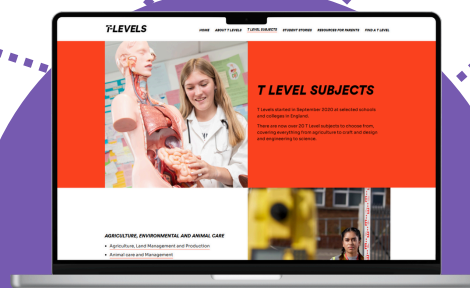 T-LEVELS
HOME ABOUT T LEVELS T LEVEL SUBJECTS STUDENT STORIES RESOURCES FOR PARENTS FIND A T LEVEL
T LEVEL SUBJECTS
T Levels started in September 2020 at selected schools
and colleges in England.
There are now over 20 T Level subjects to choose from,
covering everything from agriculture to craft and design
and engineering to science.
AGRICULTURE, ENVIRONMENTAL AND ANIMAL CARE
Agriculture, Land Management and Production
Animal care and Management